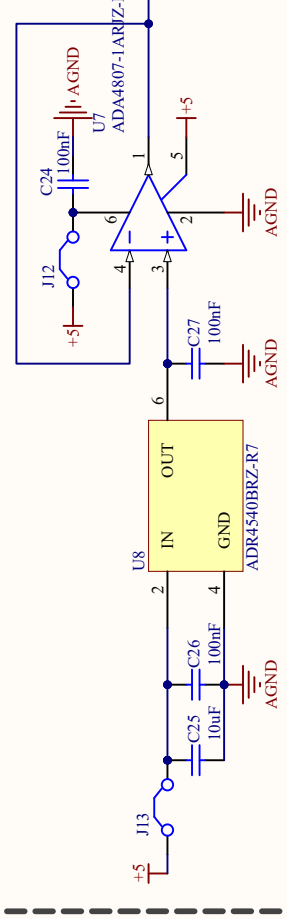 AGND
C24
100nF
U7
ADA4807-1ARJZ-
+5
J12
+5
1
5
6
2
4
3
AGND
C27
100nF
AGND
6
OUT
IN
GND
U8
ADR4540BRZ-R7
2
4
C26
100nF
C25
10uF
AGND
J13
+5